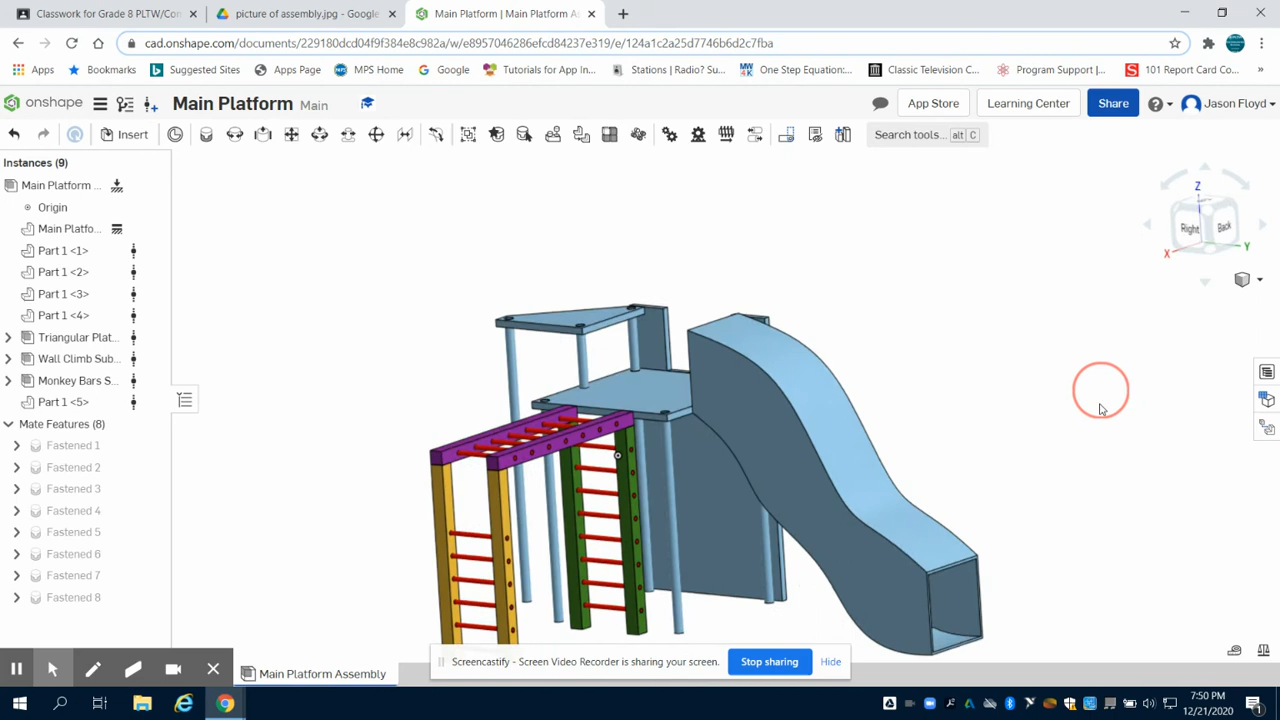 Classwork for Grade 8 PLTW/Con
picture of assembly.jpg - Google
Main Platform | Main Platform As
cad.onshape.com/documents/229180dcd04f9f384e8c982a/w/e8957046286efcd84237e319/e/124a1c2a25d7746b6d2c7fba
Apps
Bookmarks
Suggested Sites
Apps Page
MPS Home
Google
Tutorials for App In...
Stations | Radio? Su...
One Step Equation:...
Classic Television C...
Program Support |...
101 Report Card Co...
onshape
Main Platform Main
App Store
Learning Center
Share
Jason Floyd
Insert
Search tools... alt C
Instances (9)
Main Platform ...
Origin
Main Platfo...
Part 1 <1>
Part 1 <2>
Part 1 <3>
Part 1 <4>
Triangular Plat...
Wall Climb Sub...
Monkey Bars S...
Part 1 <5>
Mate Features (8)
Fastened 1
Fastened 2
Fastened 3
Fastened 4
Fastened 5
Fastened 6
Fastened 7
Fastened 8
Z
Right
Back
X
Y
Screencastify - Screen Video Recorder is sharing your screen.
Stop sharing
Hide
Main Platform Assembly
7:50 PM
12/21/2020